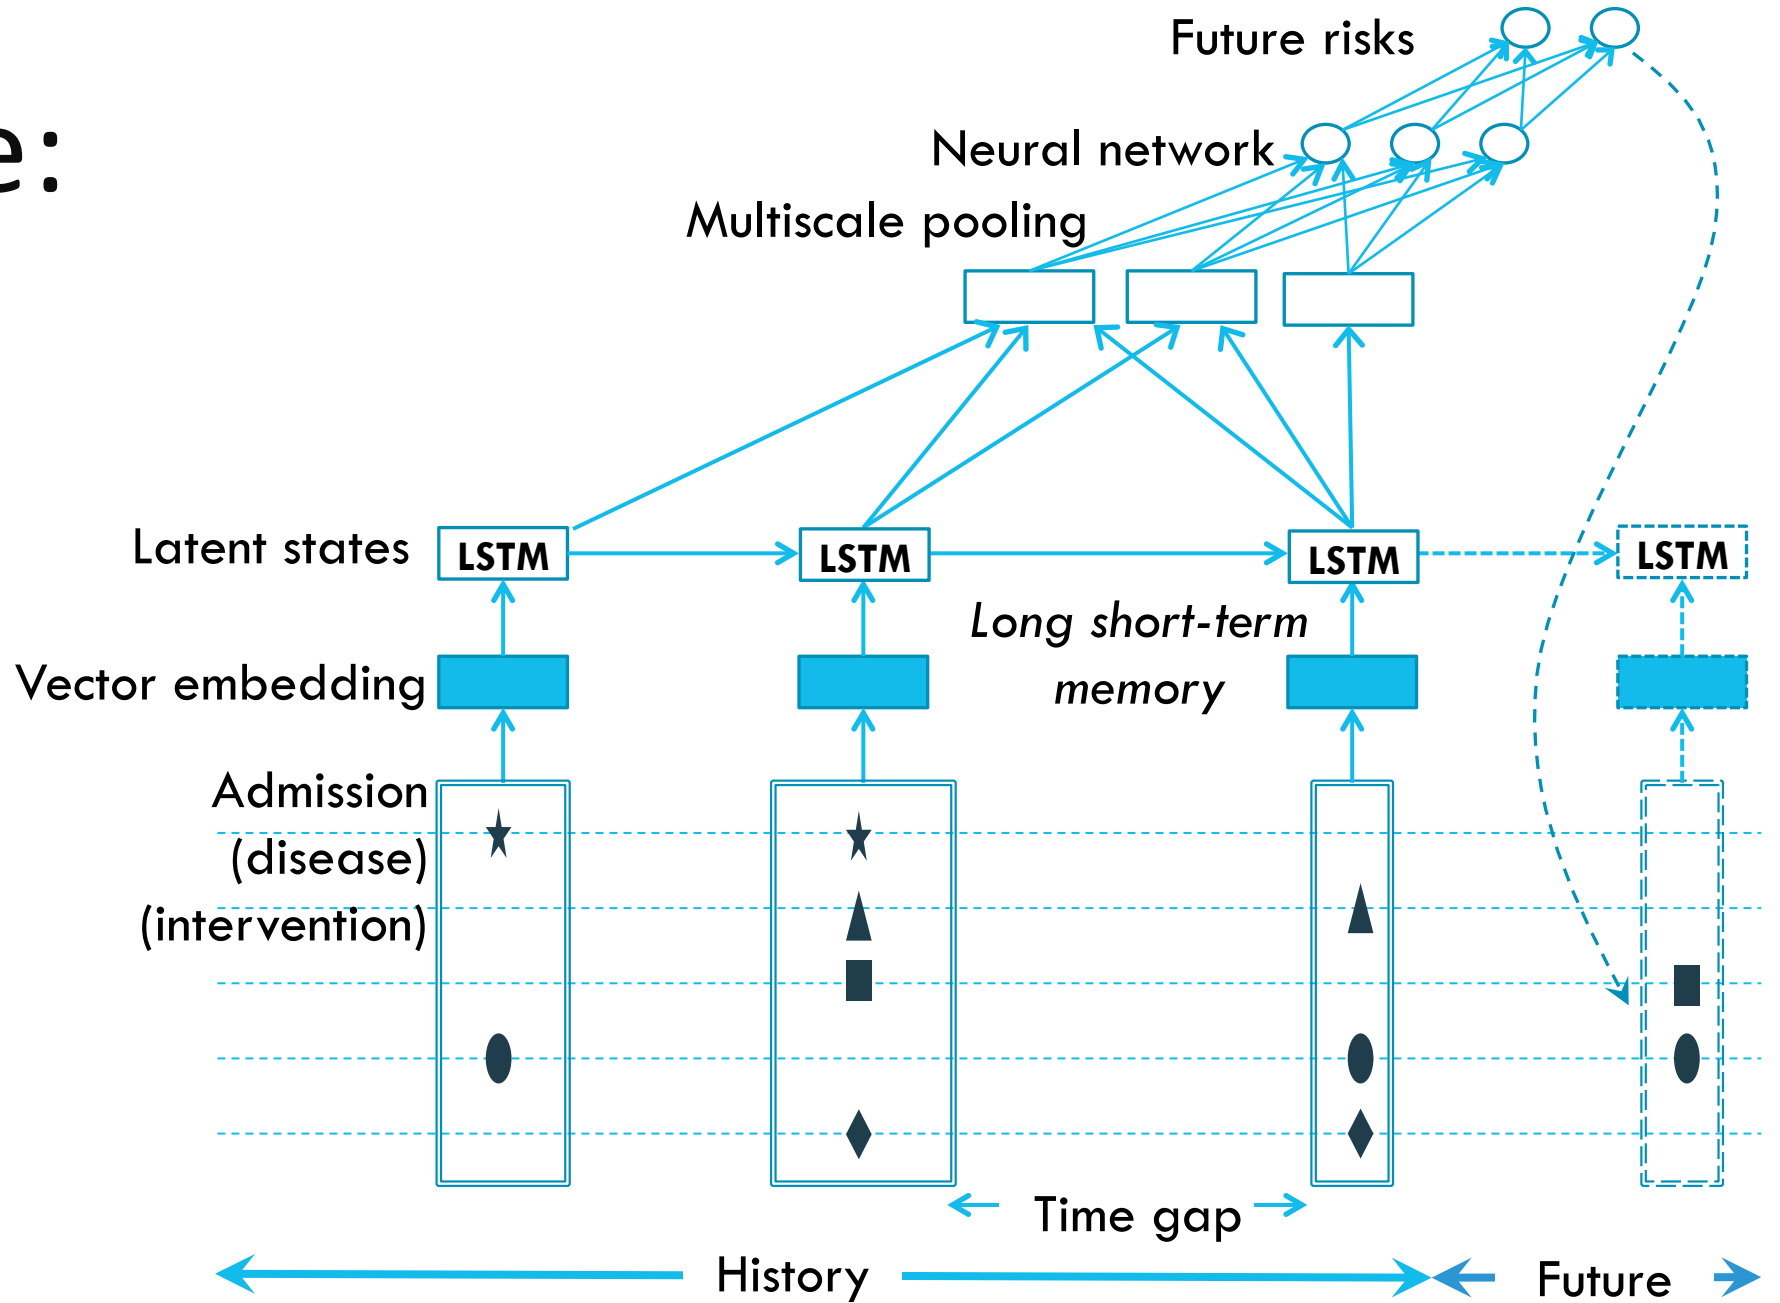 Future risks
e:
Neural network
Multiscale pooling
Latent states
LSTM
LSTM
LSTM
LSTM
Long short-term
memory
Vector embedding
Admission
(disease)
(intervention)
Time gap
History
Future